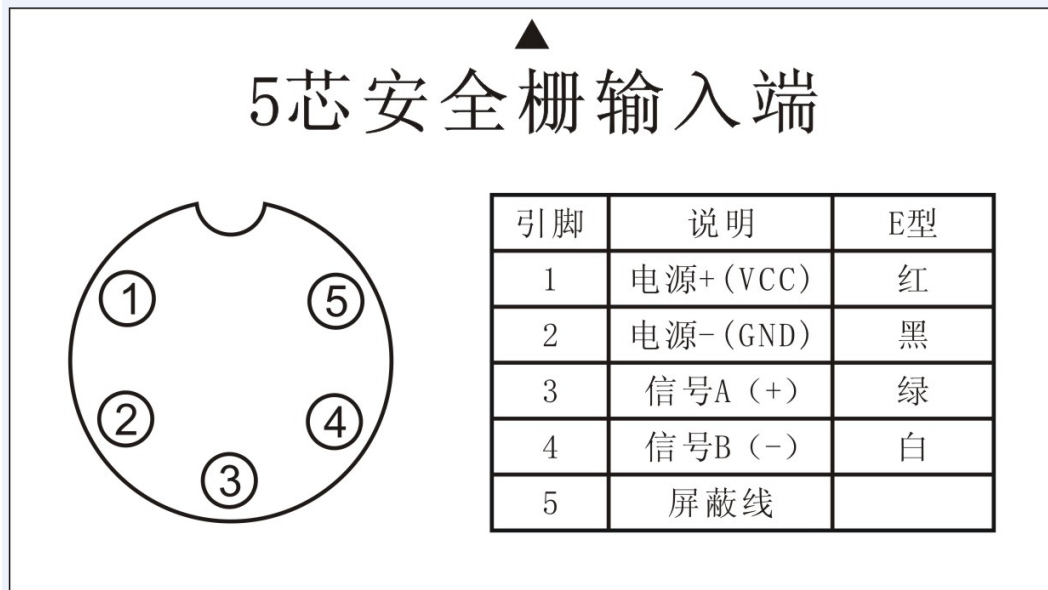 5芯安全栅输入端
1
5
2
4
3
引脚 说明 E型
1 电源+(VCC) 红
2 电源-(GND) 黑
3 信号A（+） 绿
4 信号B（-） 白
5 屏蔽线